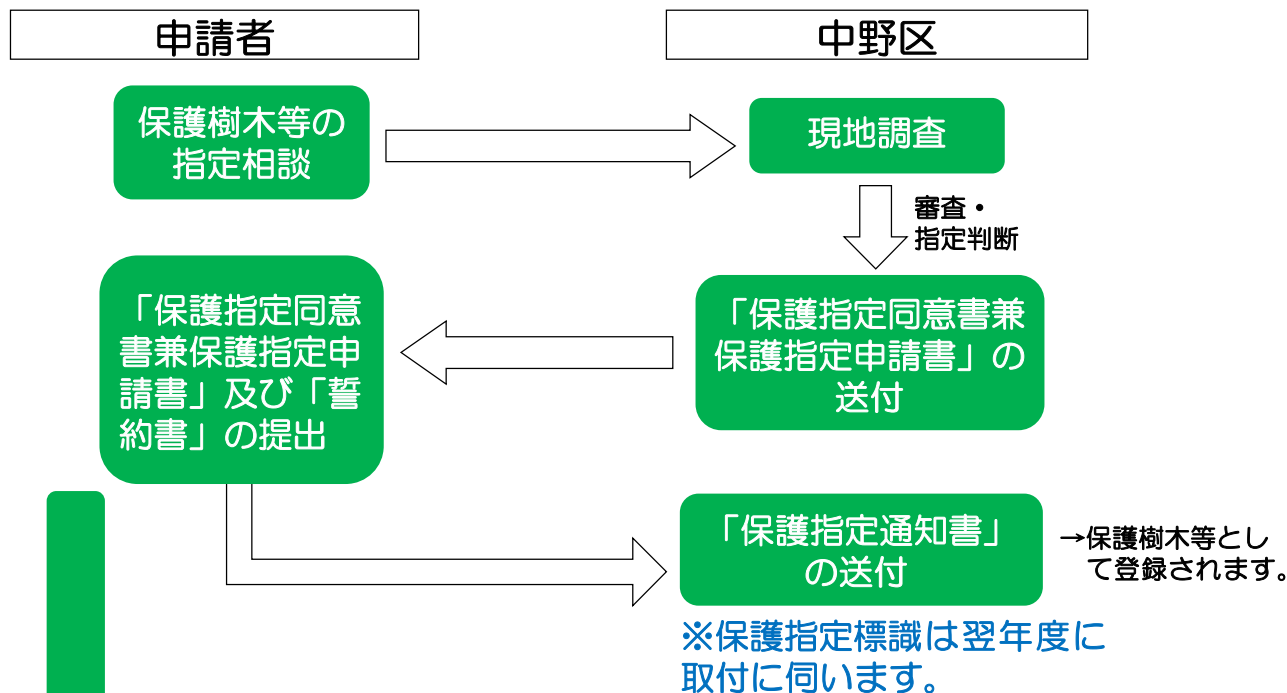 申請者
中野区
保護樹木等の
指定相談
現地調査
審査・
指定判断
「保護指定同意書兼
保護指定申請書」の
送付
「保護指定同意
書兼保護指定申
請書」及び「誓
約書」の提出
「保護指定通知書」
の送付
→保護樹木等とし
て登録されます。
※保護指定標識は翌年度に
取付に伺います。